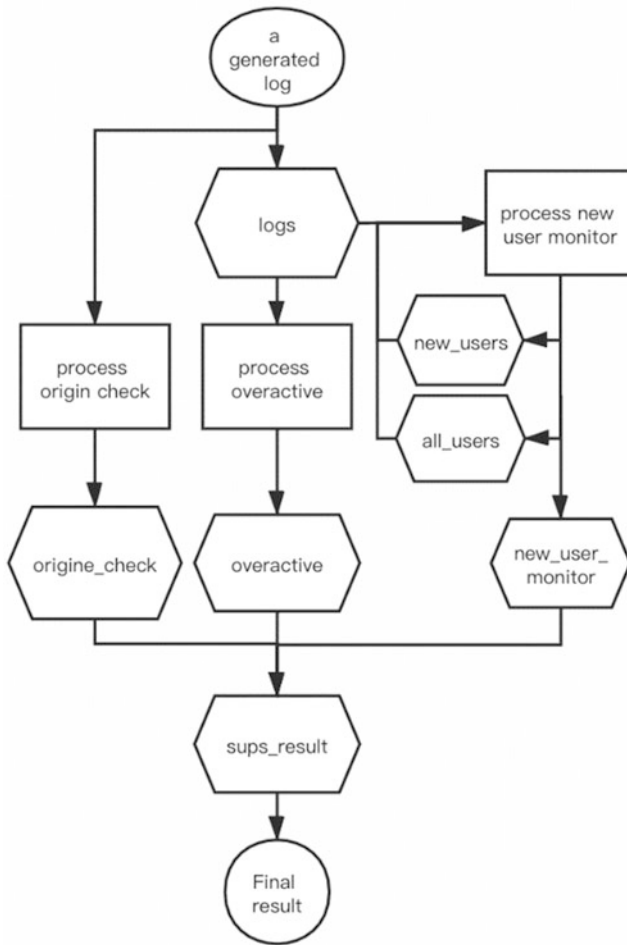 a
generated
log
logs
process new
user monitor
new_users
process
origin check
process
overactive
all_users
origine_check
overactive
new_user_
monitor
sups_result
Final
result